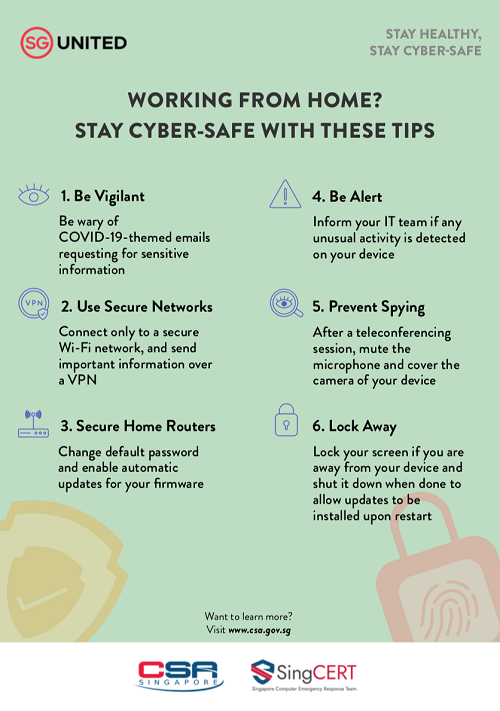 SG UNITED
STAY HEALTHY,
STAY CYBER-SAFE
WORKING FROM HOME?
STAY CYBER-SAFE WITH THESE TIPS
1. Be Vigilant
Be wary of
COVID-19-themed emails
requesting for sensitive
information
VPN
2. Use Secure Networks
Connect only to a secure
Wi-Fi network, and send
important information over
a VPN
3. Secure Home Routers
Change default password
and enable automatic
updates for your firmware
4. Be Alert
Inform your IT team if any
unusual activity is detected
on your device
5. Prevent Spying
After a teleconferencing
session, mute the
microphone and cover the
camera of your device
6. Lock Away
Lock your screen if you are
away from your device and
shut it down when done to
allow updates to be
installed upon restart
Want to learn more?
Visit www.csa.gov.sg
CSA
SINGAPORE
SingCERT
Singapore Computer Emergency Response Team